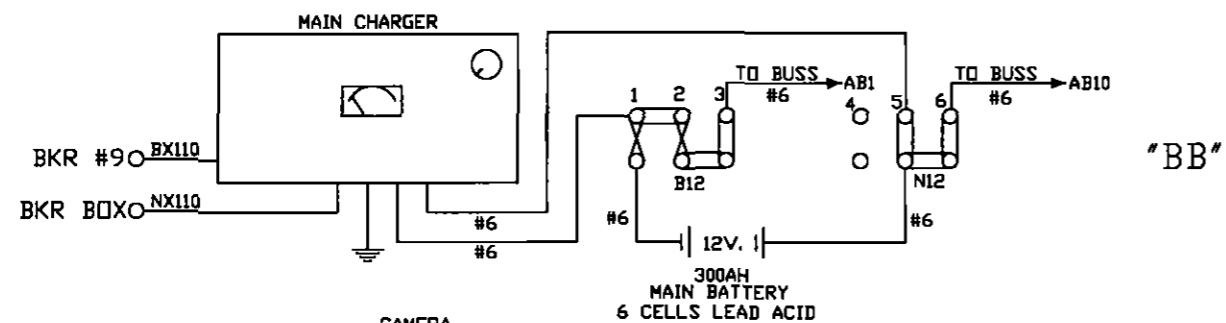 MAIN CHARGER
TO BUSS
AB1
#6
TO BUSS
AB10
#6
1
2
3
4
5
6
BKR #9
BX110
"BB"
B12
N12
BKR BOX
NX110
#6
#6
#6
#6
12V.
300AH
MAIN BATTERY
6 CELLS LEAD ACID
CAMERA